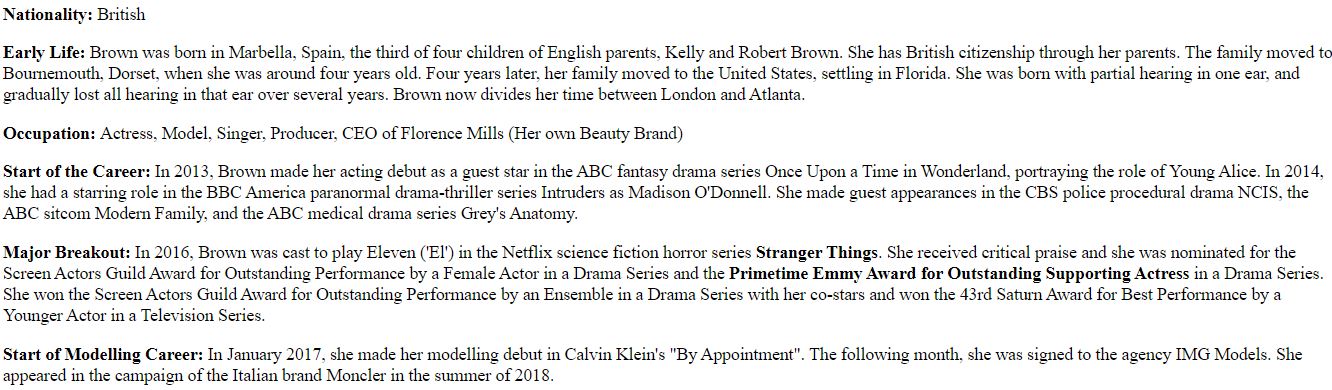 Nationality: British
Early Life: Brown was born in Marbella, Spain, the third of four children of English parents, Kelly and Robert Brown. She has British citizenship through her parents. The family moved to
Bournemouth, Dorset, when she was around four years old. Four years later, her family moved to the United States, settling in Florida. She was born with partial hearing in one ear, and
gradually lost all hearing in that ear over several years. Brown now divides her time between London and Atlanta.
Occupation: Actress, Model, Singer, Producer, CEO of Florence Mills (Her own Beauty Brand)
Start of the Career: In 2013, Brown made her acting debut as a guest star in the ABC fantasy drama series Once Upon a Time in Wonderland, portraying the role of Young Alice. In 2014,
she had a starring role in the BBC America paranormal drama-thriller series Intruders as Madison O'Donnell. She made guest appearances in the CBS police procedural drama NCIS, the
ABC sitcom Modern Family, and the ABC medical drama series Grey's Anatomy.
Major Breakout: In 2016, Brown was cast to play Eleven ('El') in the Netflix science fiction horror series Stranger Things. She received critical praise and she was nominated for the
Screen Actors Guild Award for Outstanding Performance by a Female Actor in a Drama Series and the Primetime Emmy Award for Outstanding Supporting Actress in a Drama Series.
She won the Screen Actors Guild Award for Outstanding Performance by an Ensemble in a Drama Series with her co-stars and won the 43rd Saturn Award for Best Performance by a
Younger Actor in a Television Series.
Start of Modelling Career: In January 2017, she made her modelling debut in Calvin Klein's "By Appointment". The following month, she was signed to the agency IMG Models. She
appeared in the campaign of the Italian brand Moncler in the summer of 2018.